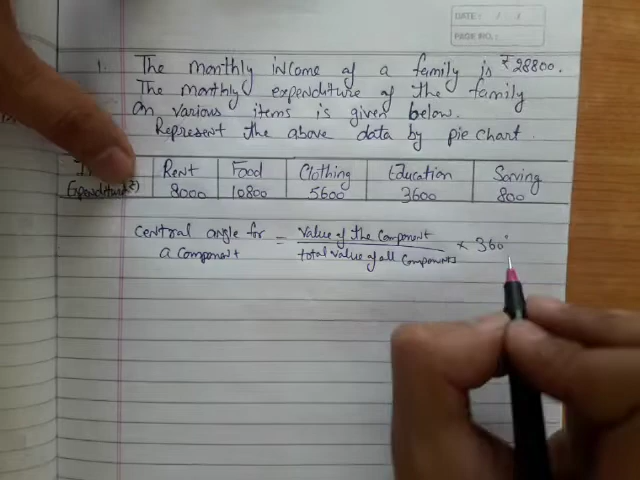 DATE: / /
PAGE NO.:
1. The monthly income of a family is ₹28800.
The monthly expenditure of the family
on various items is given below.
Represent the above data by pie chart.
Rent Food Clothing Education Saving
Expenditure(₹) 8000 10800 5600 3600 800
Central angle for a component = Value of the component / total value of all components × 360°